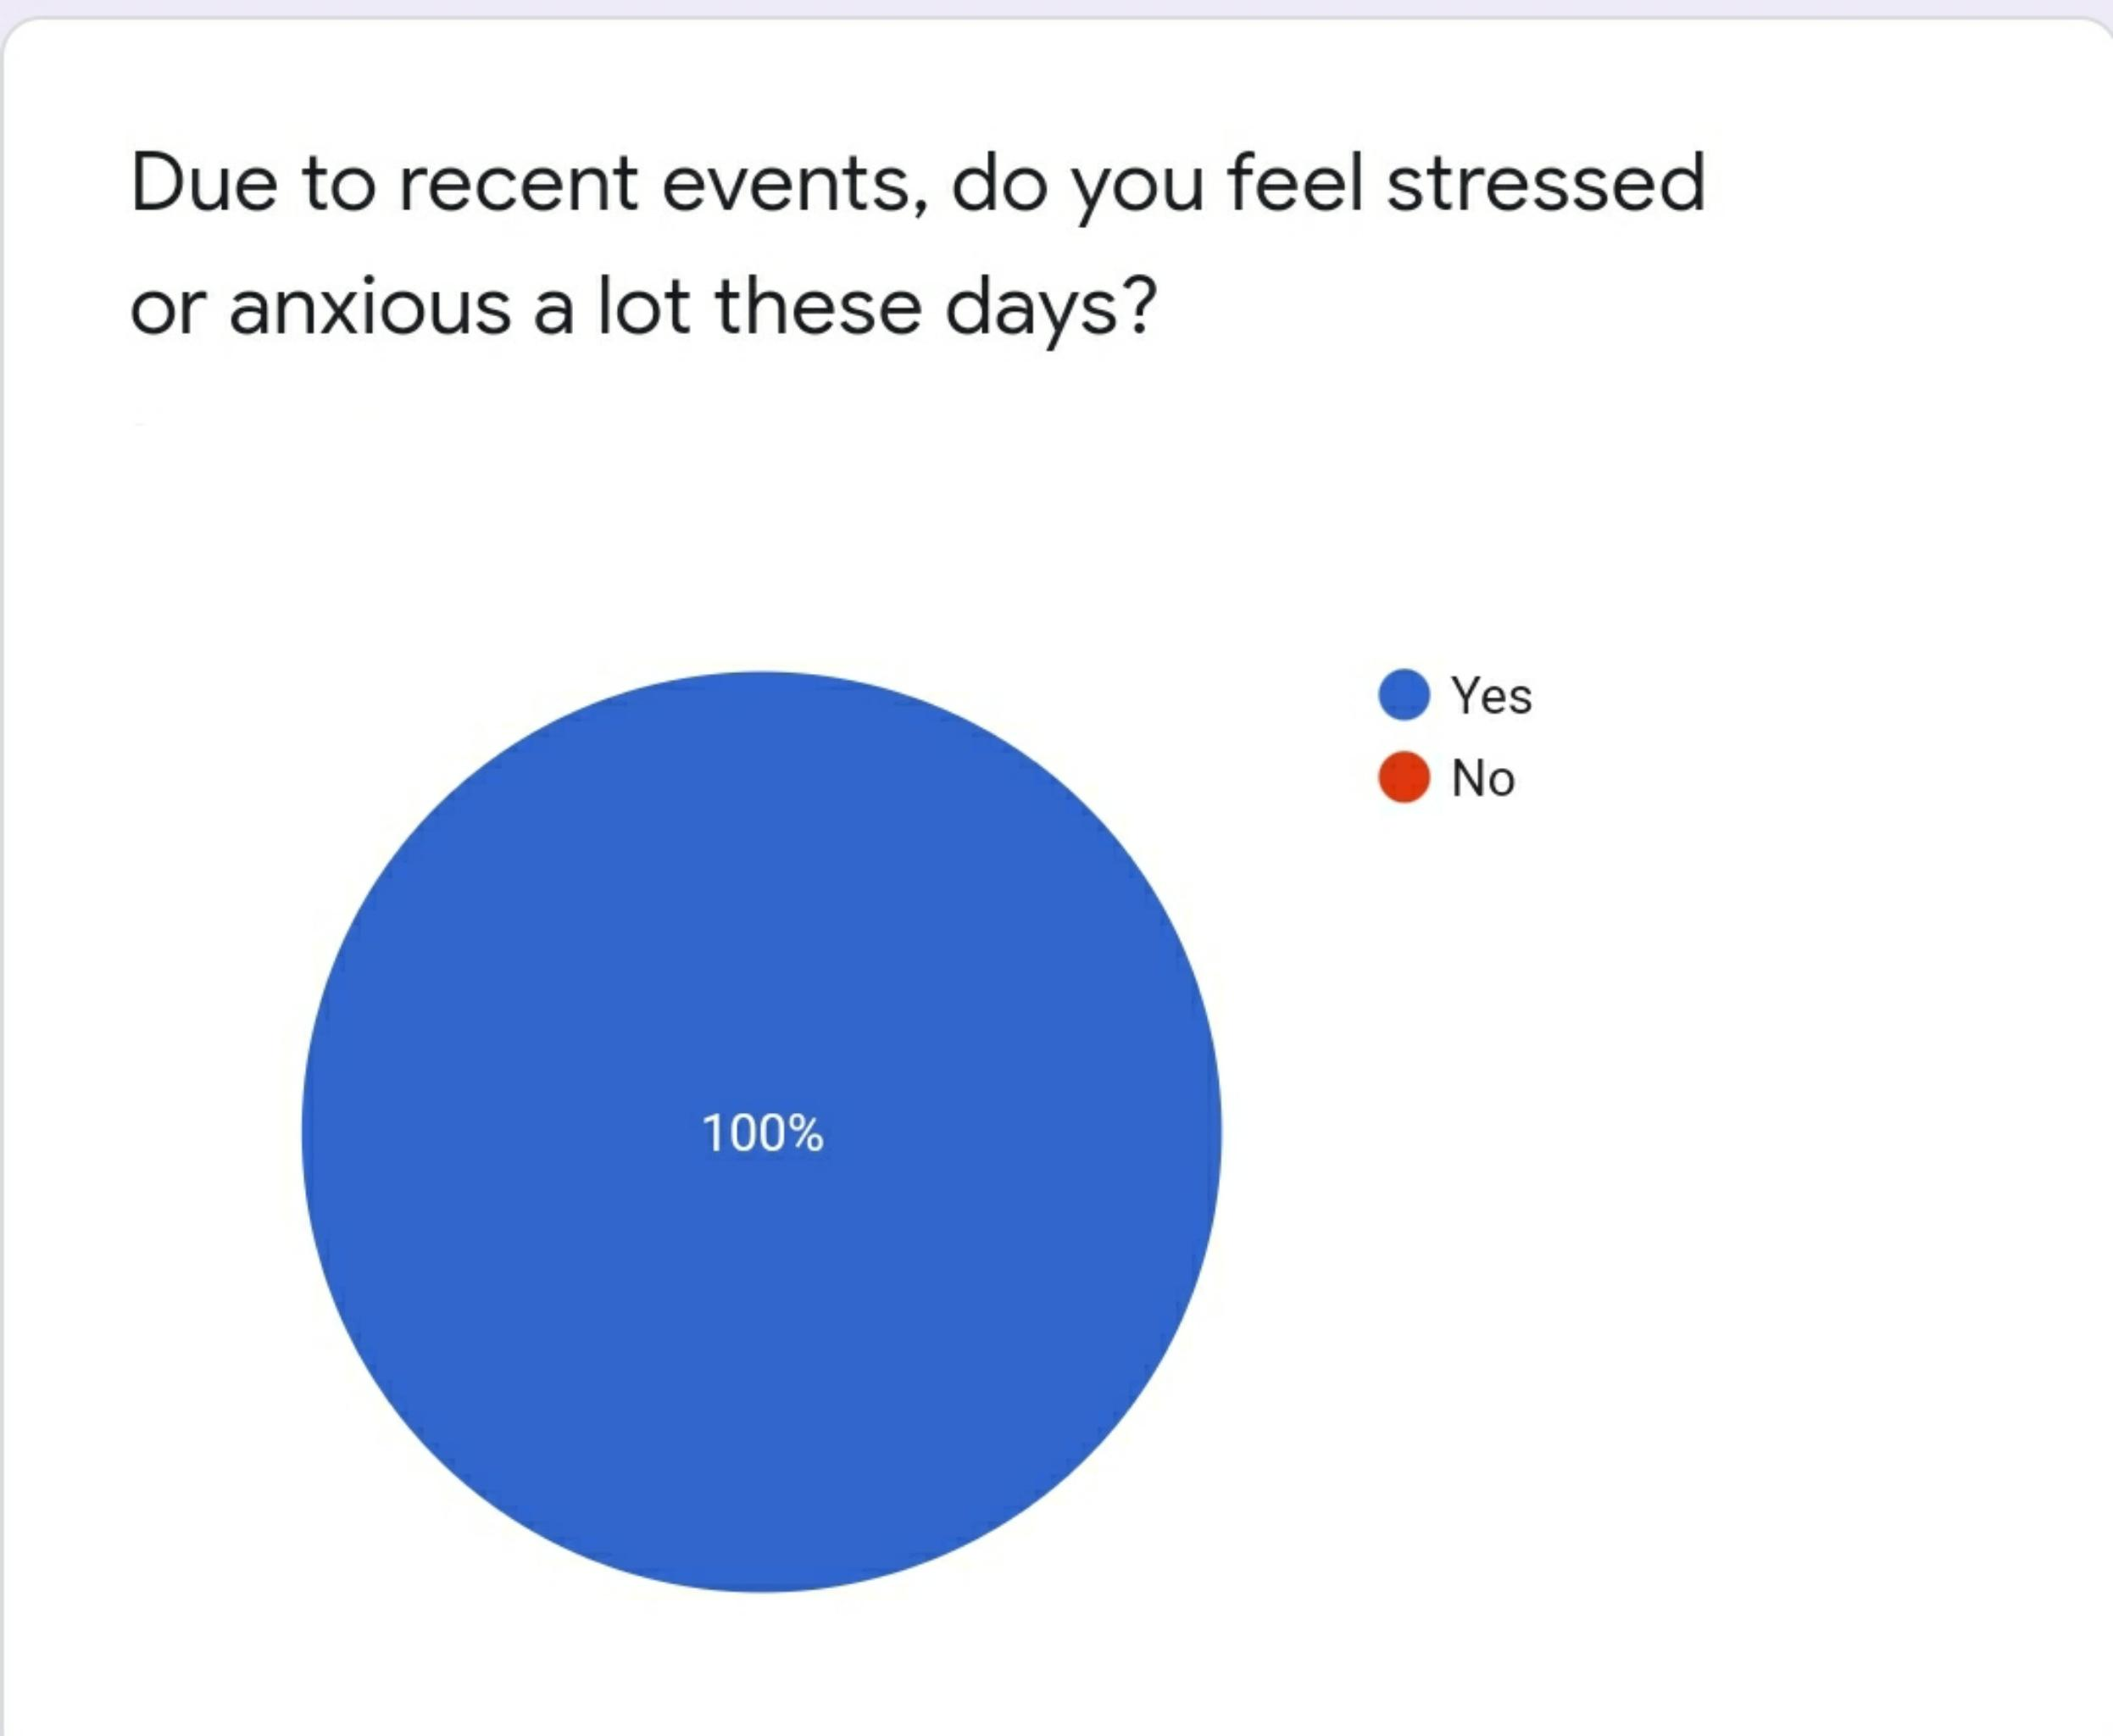 Due to recent events, do you feel stressed
or anxious a lot these days?
Yes
No
100%